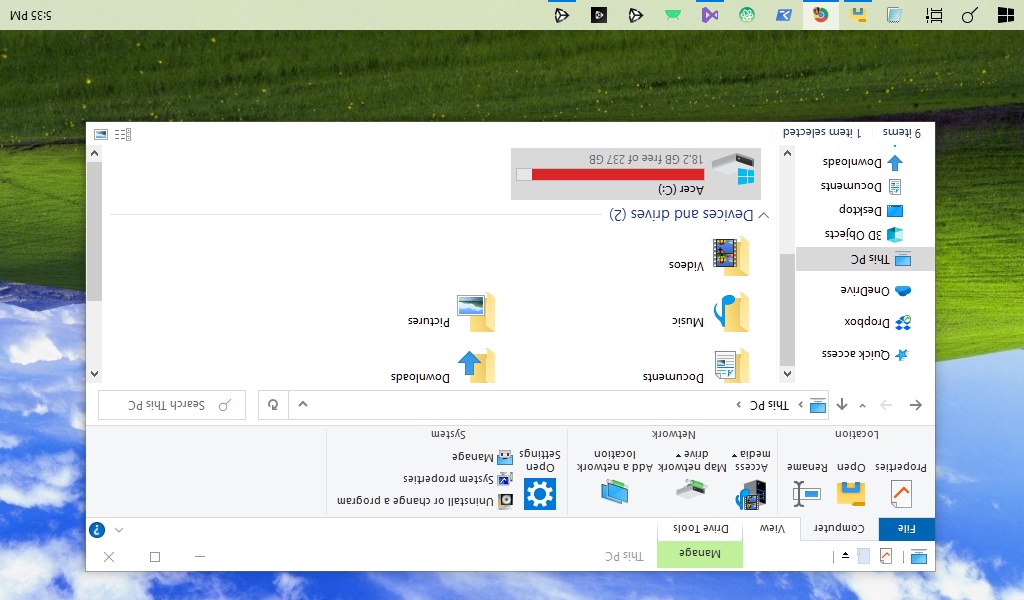 This PC
Manage
File
Computer
View
Drive Tools
Properties
Open
Rename
Access media
Map network drive
Add a network location
Open Settings
Uninstall or change a program
System properties
Manage
Location
Network
System
This PC
Search This PC
Quick access
Dropbox
OneDrive
This PC
3D Objects
Desktop
Documents
Downloads
Documents
Downloads
Music
Pictures
Videos
Devices and drives (2)
Acer (C:)
18.2 GB free of 237 GB
9 items
1 item selected
5:35 PM